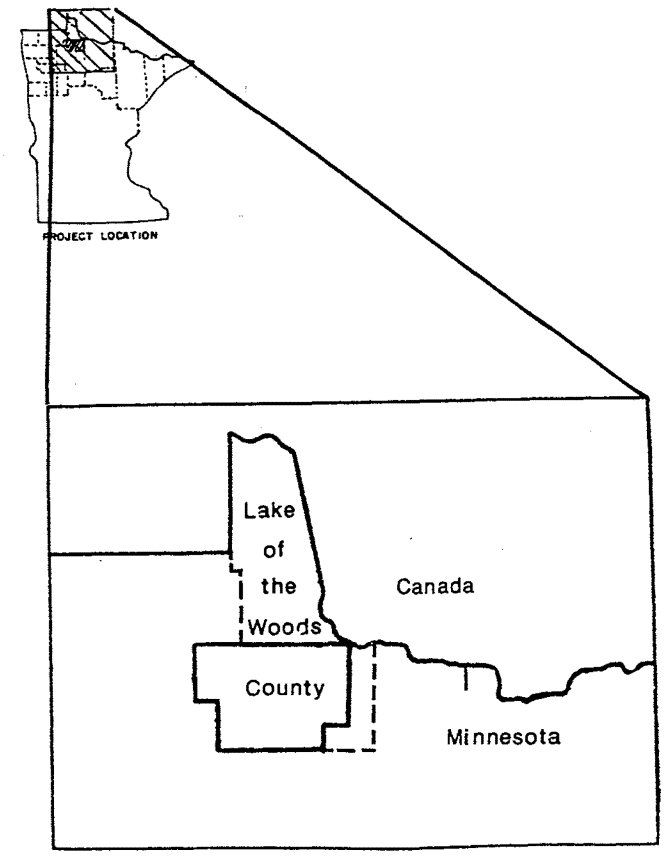 PROJECT LOCATION
Lake
of
the
Woods
County
Canada
Minnesota